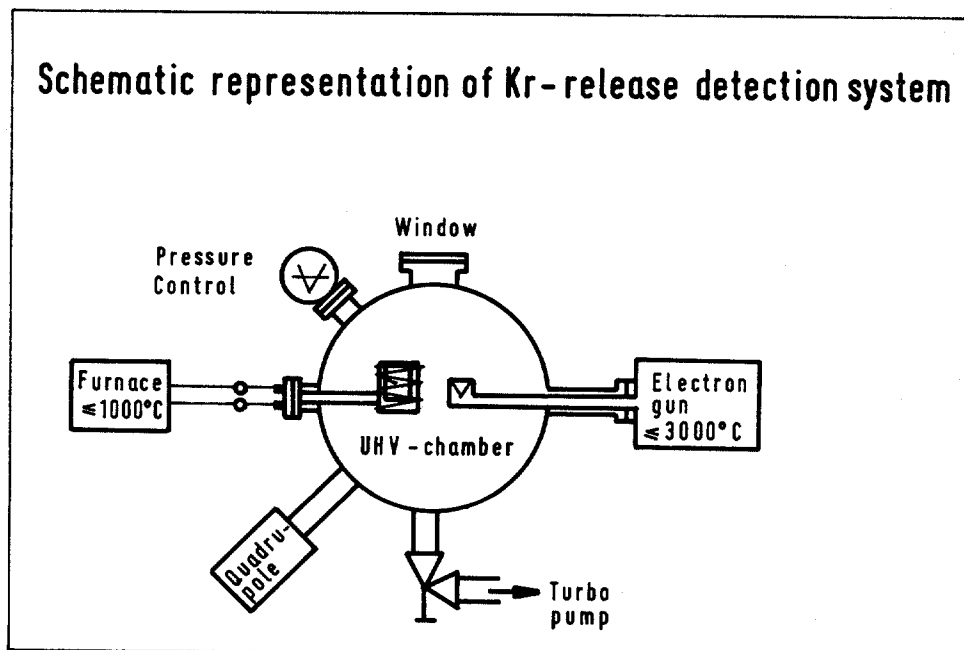 Schematic representation of Kr-release detection system
Window
Pressure
Control
Furnace
≤1000°C
Electron
gun
≤3000°C
UHV-chamber
Quadru-
pole
Turbo
pump